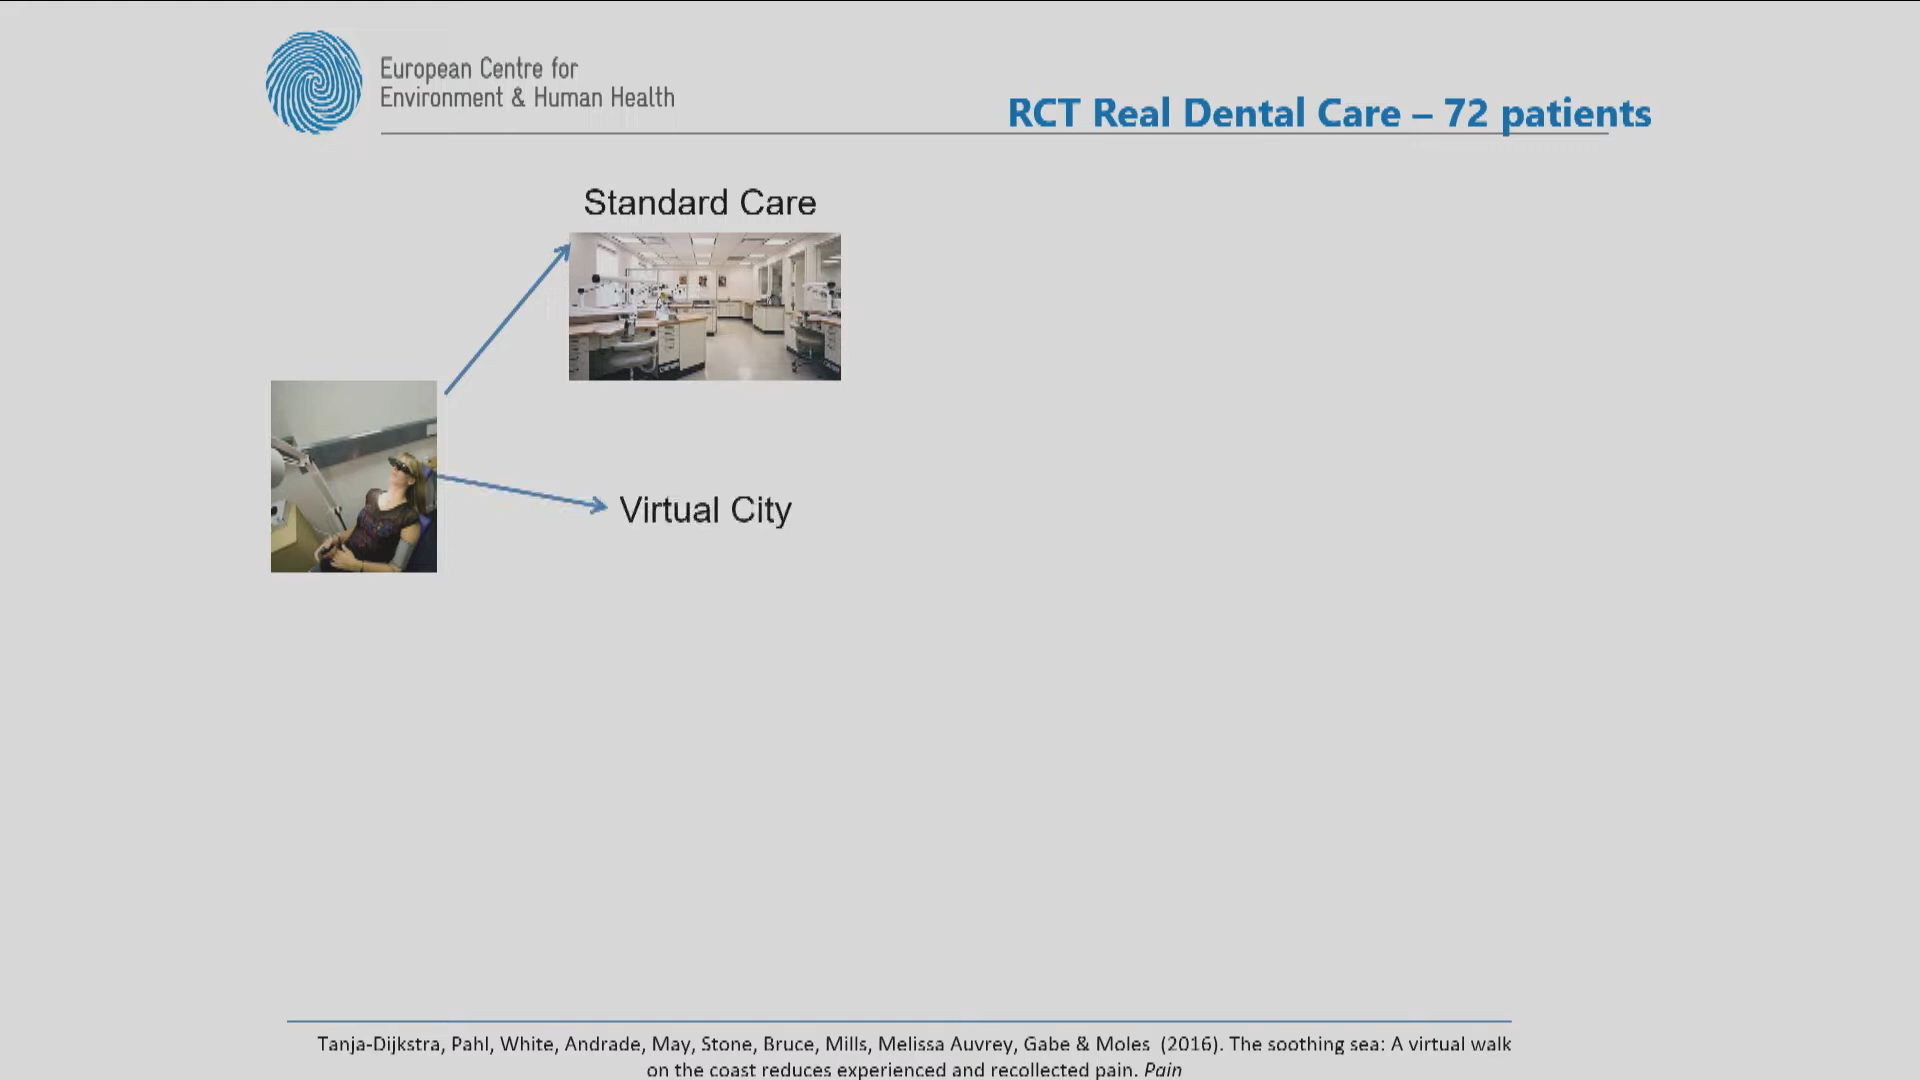 European Centre for
Environment & Human Health
RCT Real Dental Care – 72 patients
Standard Care
Virtual City
Tanja-Dijkstra, Pahl, White, Andrade, May, Stone, Bruce, Mills, Melissa Auvrey, Gabe & Moles (2016). The soothing sea: A virtual walk
on the coast reduces experienced and recollected pain. Pain